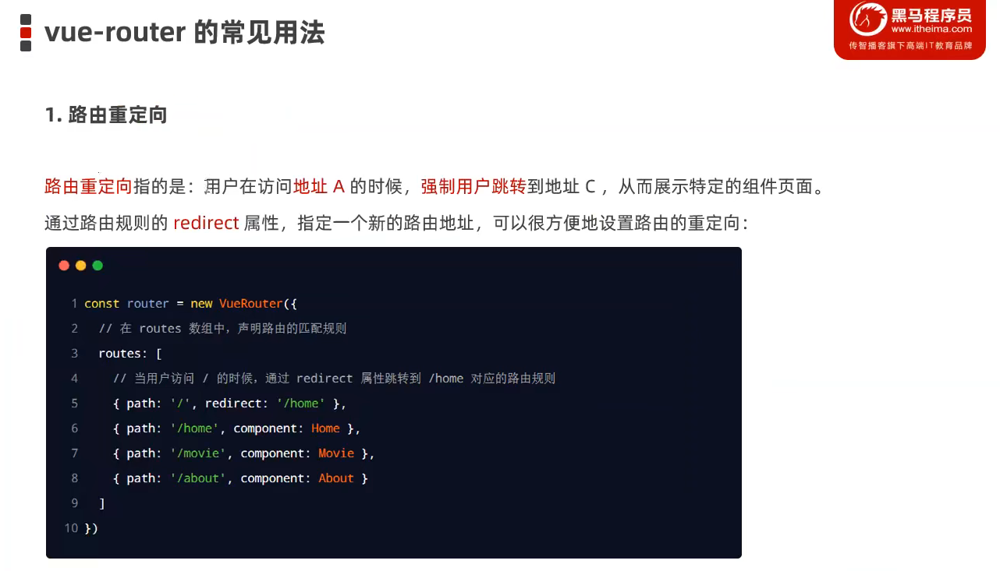 vue-router 的常见用法
黑马程序员
www.itheima.com
传智播客旗下高端IT教育品牌
1. 路由重定向
路由重定向指的是：用户在访问地址 A 的时候，强制用户跳转到地址 C ，从而展示特定的组件页面。
通过路由规则的 redirect 属性，指定一个新的路由地址，可以很方便地设置路由的重定向：
1 const router = new VueRouter({
2   // 在 routes 数组中，声明路由的匹配规则
3   routes: [
4     // 当用户访问 / 的时候，通过 redirect 属性跳转到 /home 对应的路由规则
5     { path: '/', redirect: '/home' },
6     { path: '/home', component: Home },
7     { path: '/movie', component: Movie },
8     { path: '/about', component: About }
9   ]
10 })